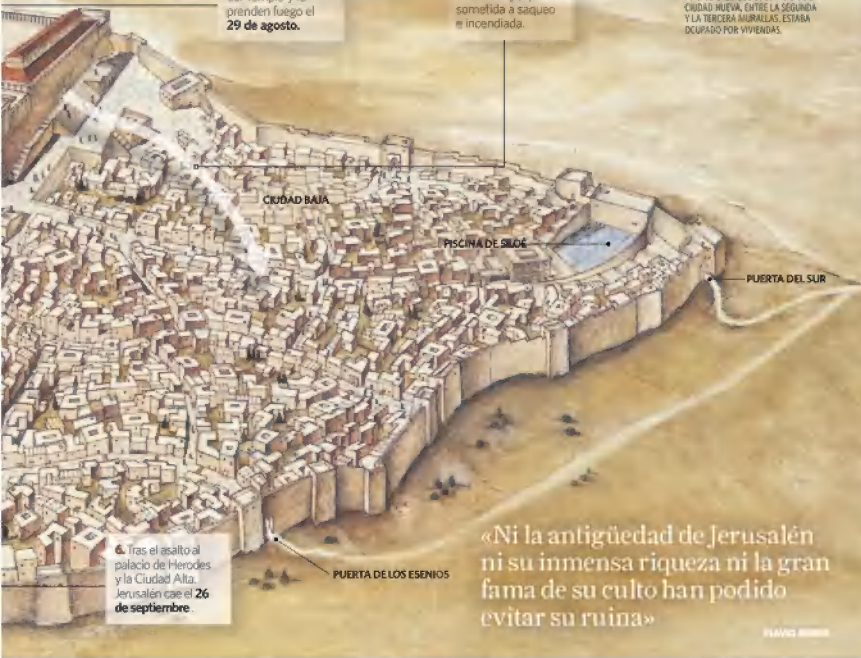 prenden fuego el
29 de agosto.
sometida a saqueo
e incendiada.
CIUDAD NUEVA, ENTRE LA SEGUNDA
Y LA TERCERA MURALLAS. ESTABA
OCUPADO POR VIVIENDAS.
CIUDAD BAJA
PISCINA DE SILOÉ
PUERTA DEL SUR
6. Tras el asalto al
palacio de Herodes
y la Ciudad Alta,
Jerusalén cae el 26
de septiembre.
PUERTA DE LOS ESENIOS
«Ni la antigüedad de Jerusalén
ni su inmensa riqueza ni la gran
fama de su culto han podido
evitar su ruina»